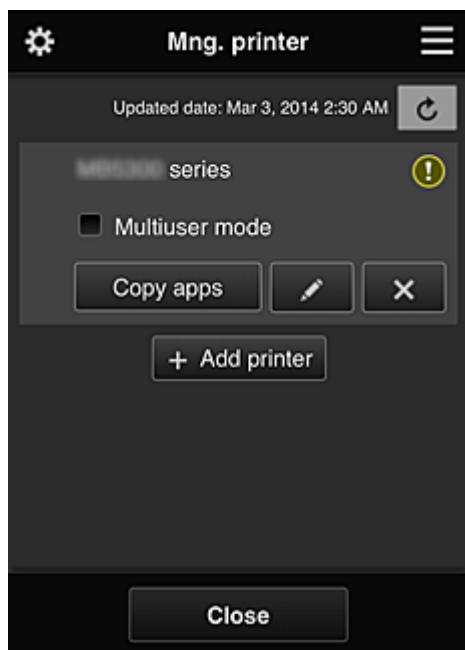 Mng. printer
Updated date: Mar 3, 2014 2:30 AM
series
Multiuser mode
Copy apps
+ Add printer
Close